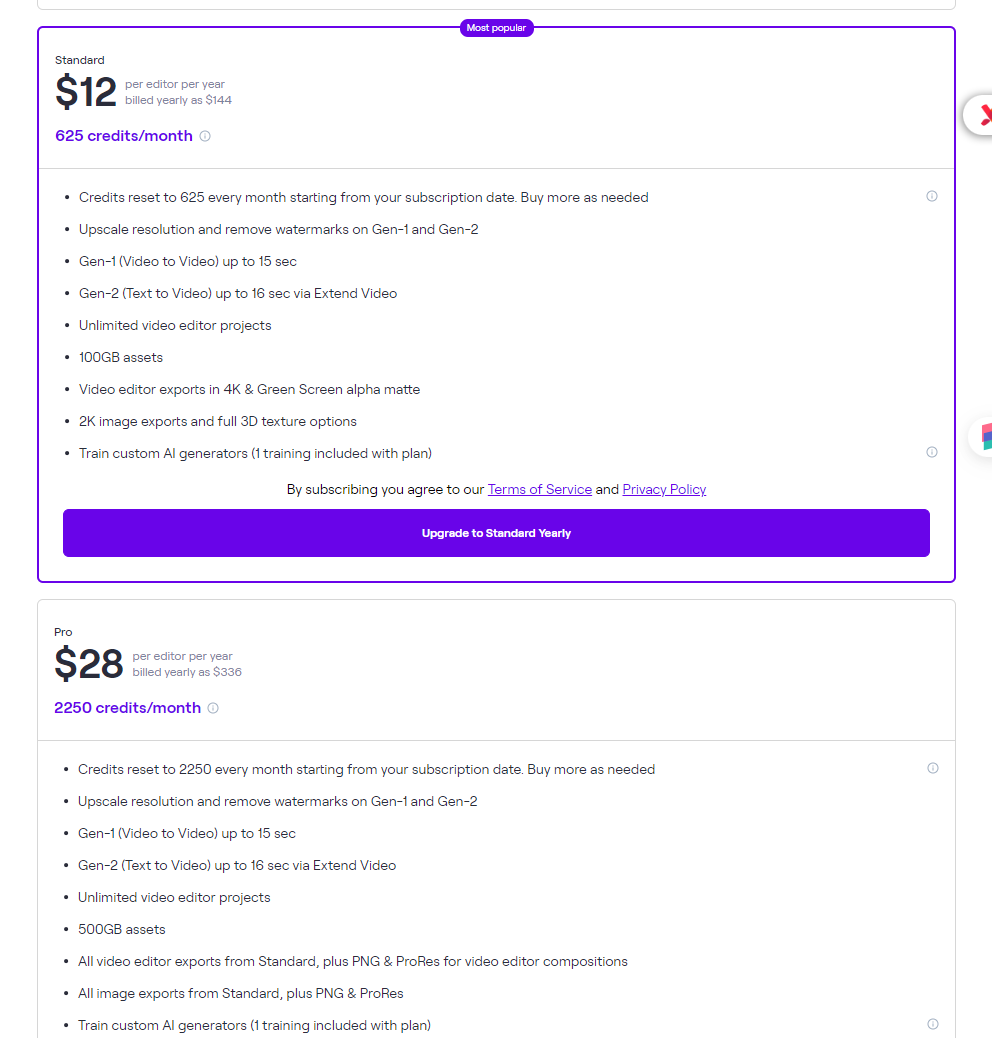 Most popular
Standard
$12
per editor per year
billed yearly as $144
625 credits/month
• Credits reset to 625 every month starting from your subscription date. Buy more as needed
• Upscale resolution and remove watermarks on Gen-1 and Gen-2
• Gen-1 (Video to Video) up to 15 sec
• Gen-2 (Text to Video) up to 16 sec via Extend Video
• Unlimited video editor projects
• 100GB assets
• Video editor exports in 4K & Green Screen alpha matte
• 2K image exports and full 3D texture options
• Train custom AI generators (1 training included with plan)
By subscribing you agree to our Terms of Service and Privacy Policy
Upgrade to Standard Yearly
Pro
$28
per editor per year
billed yearly as $336
2250 credits/month
• Credits reset to 2250 every month starting from your subscription date. Buy more as needed
• Upscale resolution and remove watermarks on Gen-1 and Gen-2
• Gen-1 (Video to Video) up to 15 sec
• Gen-2 (Text to Video) up to 16 sec via Extend Video
• Unlimited video editor projects
• 500GB assets
• All video editor exports from Standard, plus PNG & ProRes for video editor compositions
• All image exports from Standard, plus PNG & ProRes
• Train custom AI generators (1 training included with plan)